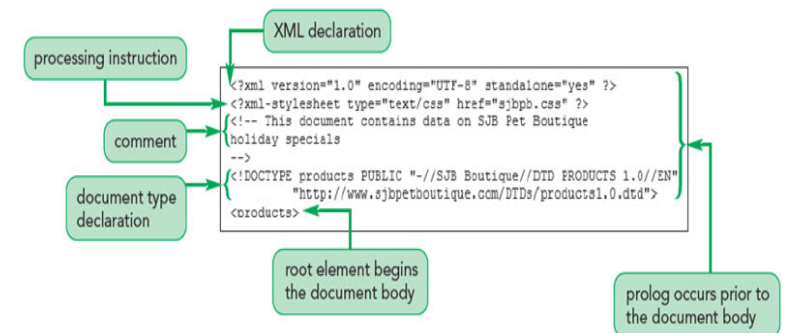 XML declaration
processing instruction
<?xml version="1.0" encoding="UTF-8" standalone="yes" ?>
<?xml-stylesheet type="text/css" href="sjbpb.css" ?>
<!-- This document contains data on SJB Pet Boutique
holiday specials
-->
comment
<!DOCTYPE products PUBLIC "-//SJB Boutique//DTD PRODUCTS 1.0//EN"
"http://www.sjbpetboutique.com/DTDs/products1.0.dtd">
<products>
document type
declaration
root element begins
the document body
prolog occurs prior to
the document body